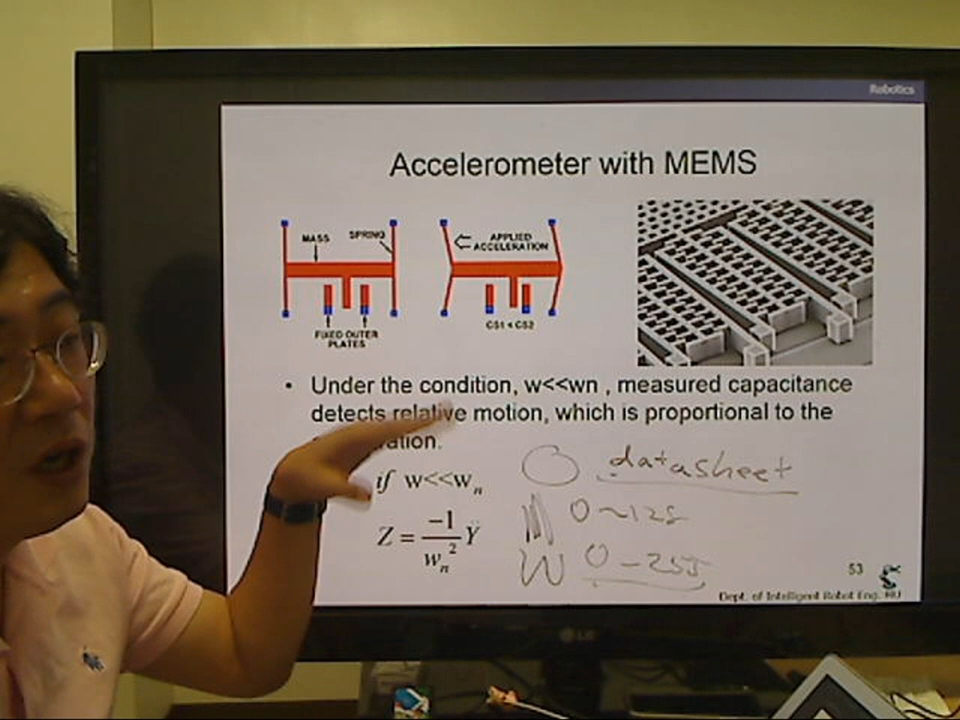 Robotics
Accelerometer with MEMS
MASS
SPRING
FIXED OUTER
PLATES
APPLIED
ACCELERATION
CS1 < CS2
• Under the condition, w<<wn , measured capacitance
detects relative motion, which is proportional to the
if w<<wₙ
Z = -1/wₙ² Ÿ
datasheet
0~125
0-255
53
Dept. of Intelligent Robot Eng. HU
LG